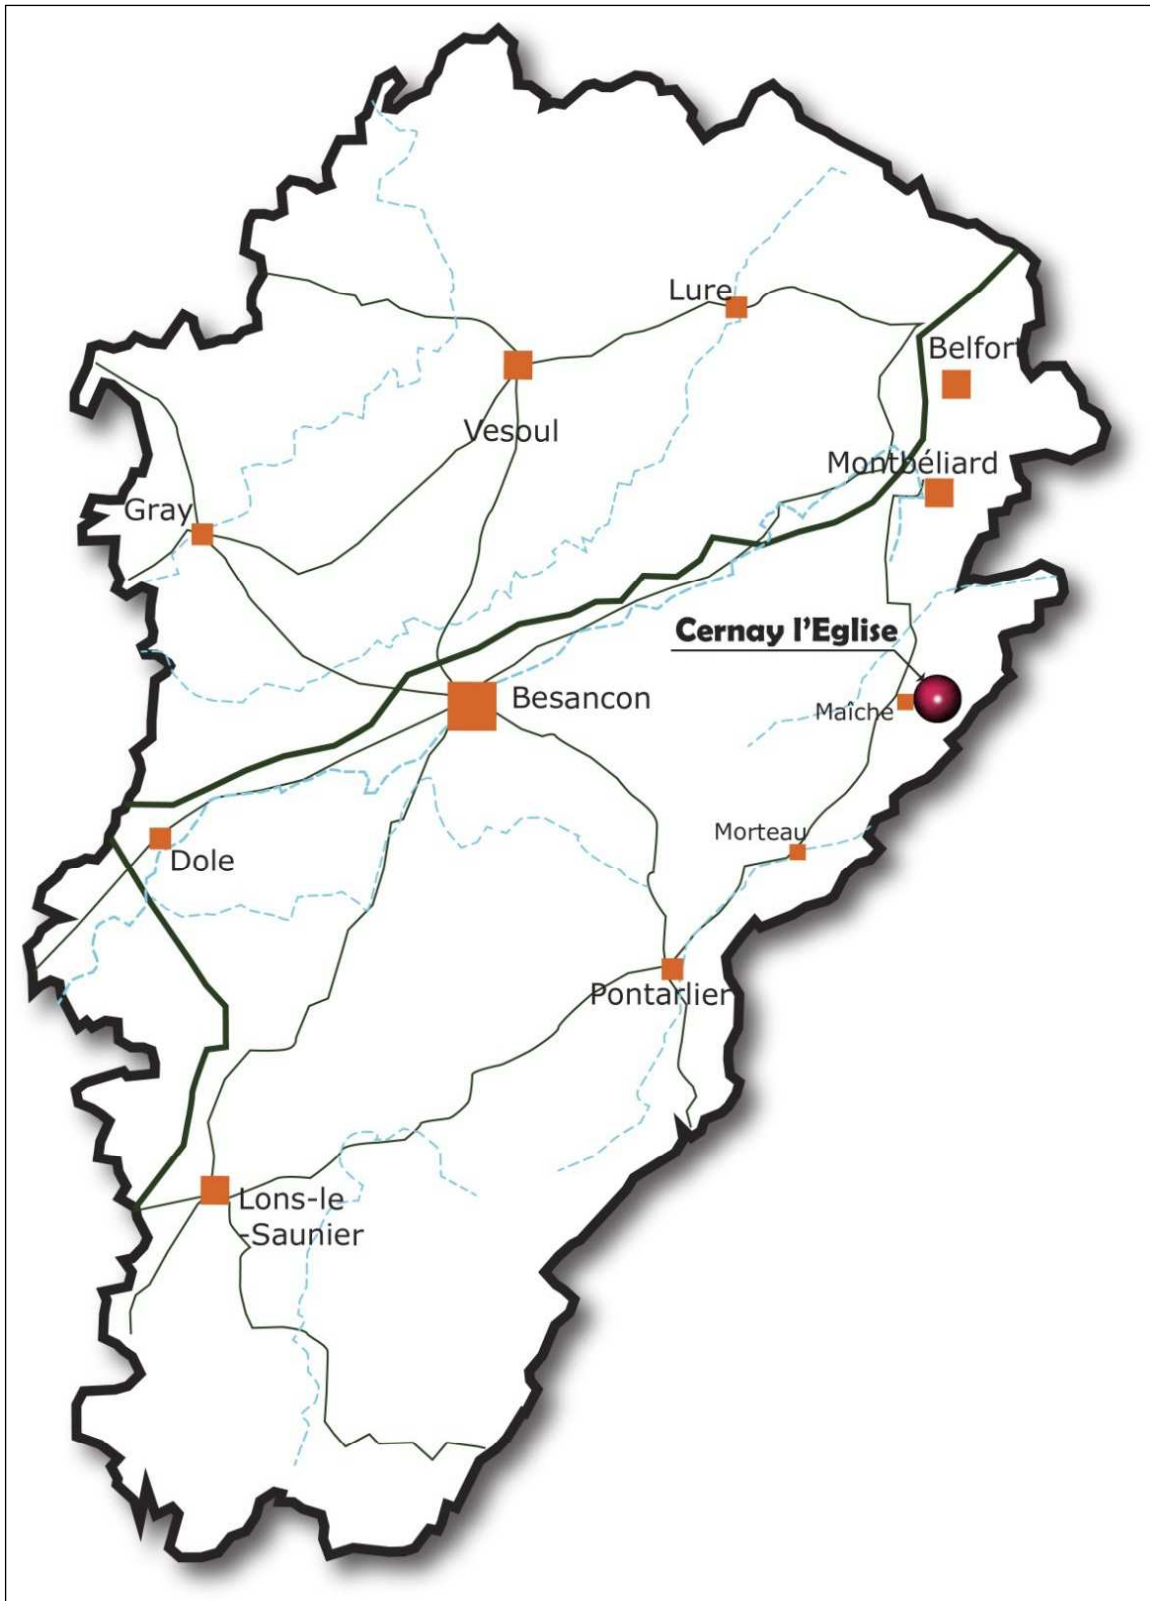 Lure
Belfort
Vesoul
Montbéliard
Gray
Cernay l'Eglise
Besancon
Maîche
Morteau
Dole
Pontarlier
Lons-le
-Saunier